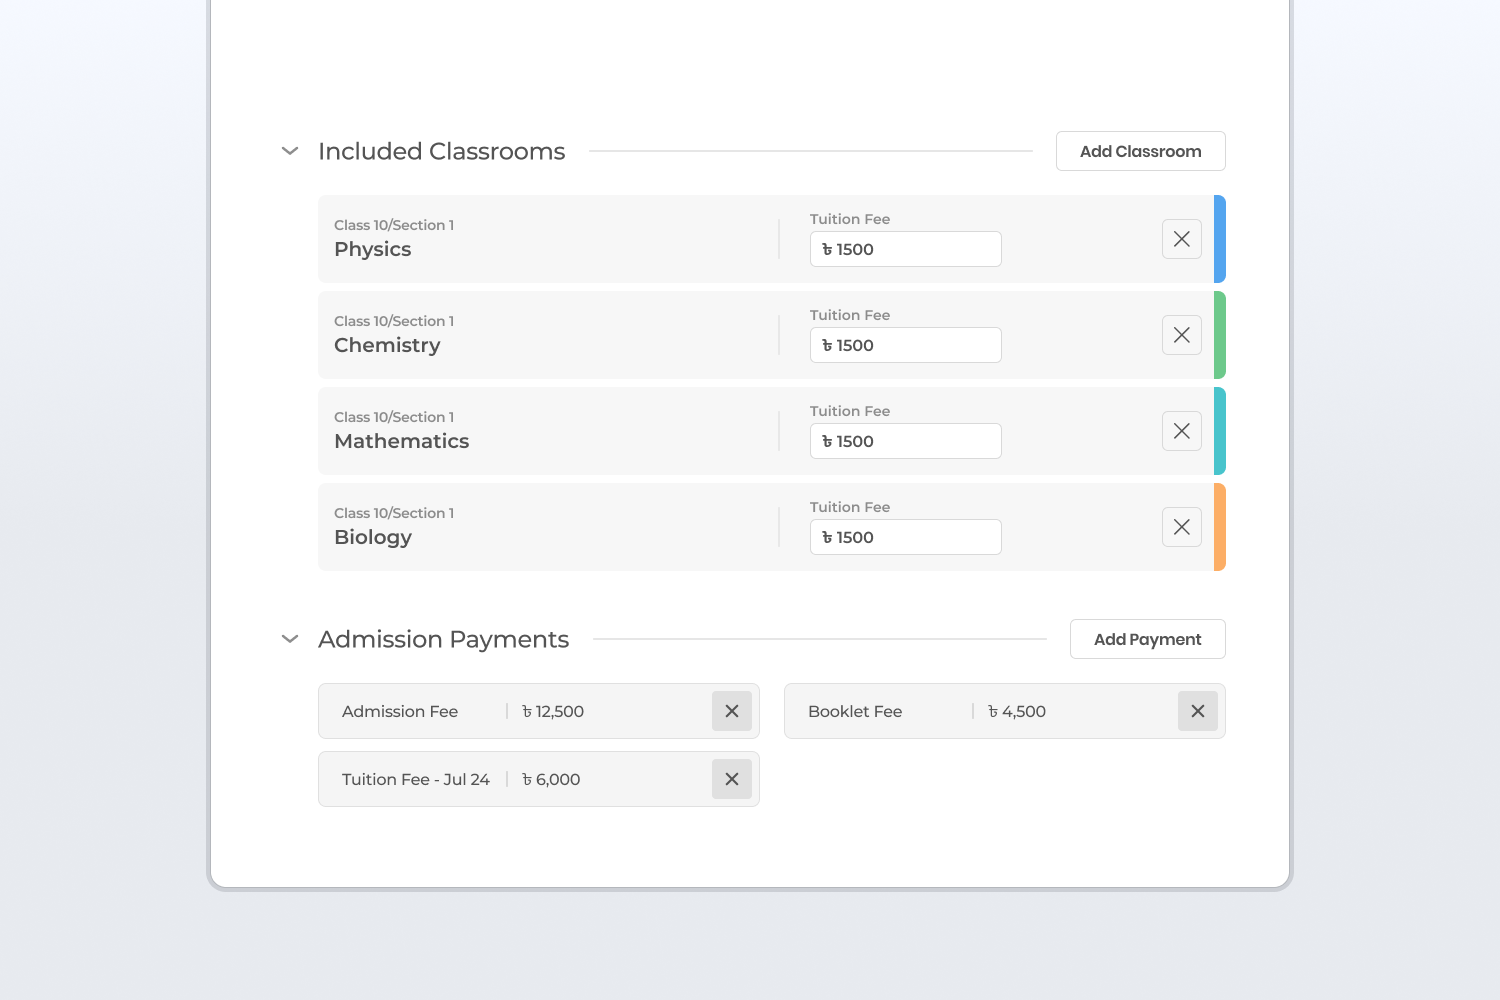 Included Classrooms
Add Classroom
Class 10/Section 1
Physics
Tuition Fee
৳ 1500
Class 10/Section 1
Chemistry
Tuition Fee
৳ 1500
Class 10/Section 1
Mathematics
Tuition Fee
৳ 1500
Class 10/Section 1
Biology
Tuition Fee
৳ 1500
Admission Payments
Add Payment
Admission Fee
৳ 12,500
Booklet Fee
৳ 4,500
Tuition Fee - Jul 24
৳ 6,000